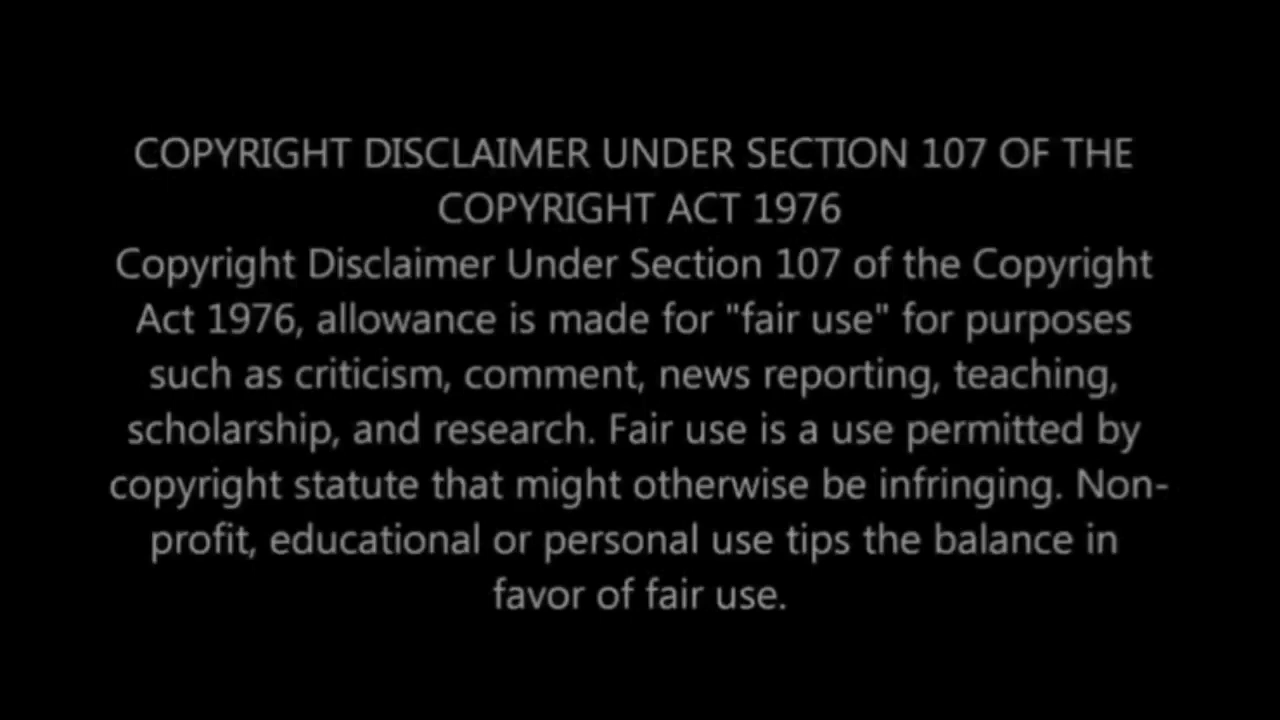 COPYRIGHT DISCLAIMER UNDER SECTION 107 OF THE
COPYRIGHT ACT 1976
Copyright Disclaimer Under Section 107 of the Copyright
Act 1976, allowance is made for "fair use" for purposes
such as criticism, comment, news reporting, teaching,
scholarship, and research. Fair use is a use permitted by
copyright statute that might otherwise be infringing. Non-
profit, educational or personal use tips the balance in
favor of fair use.